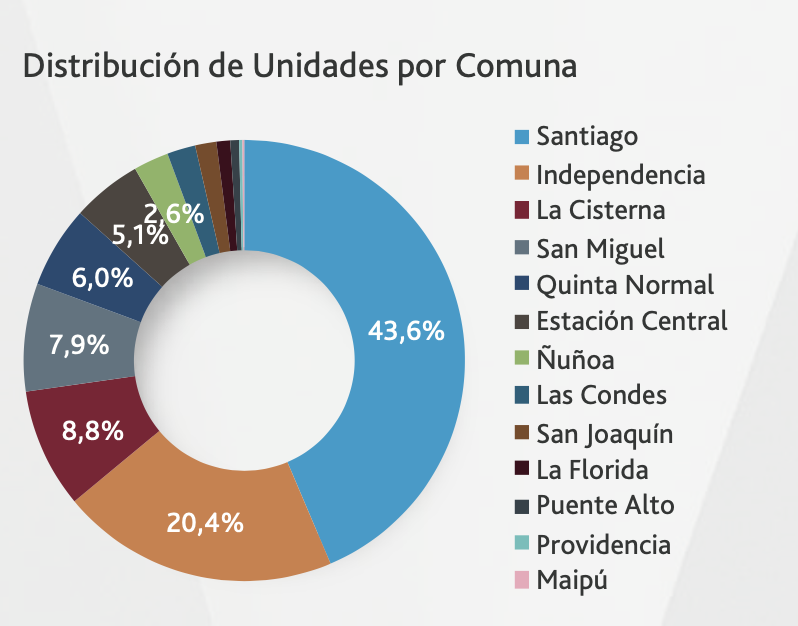 Distribución de Unidades por Comuna
43,6%
20,4%
8,8%
7,9%
6,0%
5,1%
2,6%
Santiago
Independencia
La Cisterna
San Miguel
Quinta Normal
Estación Central
Ñuñoa
Las Condes
San Joaquín
La Florida
Puente Alto
Providencia
Maipú